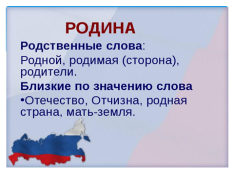 РОДИНА
Родственные слова:
Родной, родимая (сторона),
родители.
Близкие по значению слова
•Отечество, Отчизна, родная
страна, мать-земля.